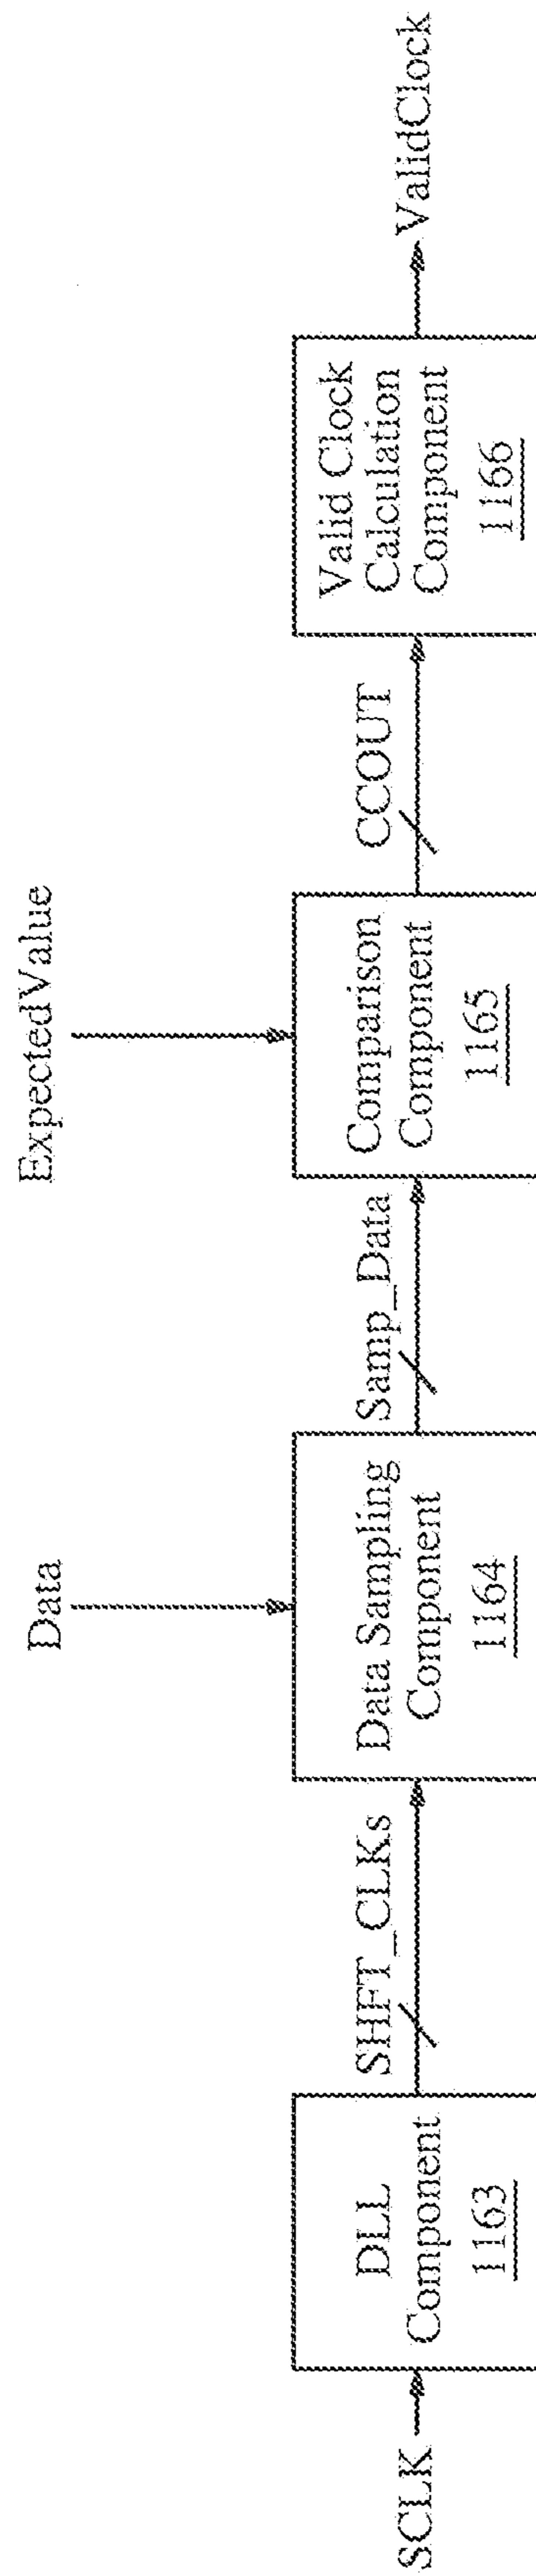 ExpectedValue
Data
SCLK
DLL
Component
1163
SHFT_CLKs
Data Sampling
Component
1164
Samp_Data
Comparison
Component
1165
CCOUT
Valid Clock
Calculation
Component
1166
ValidClock